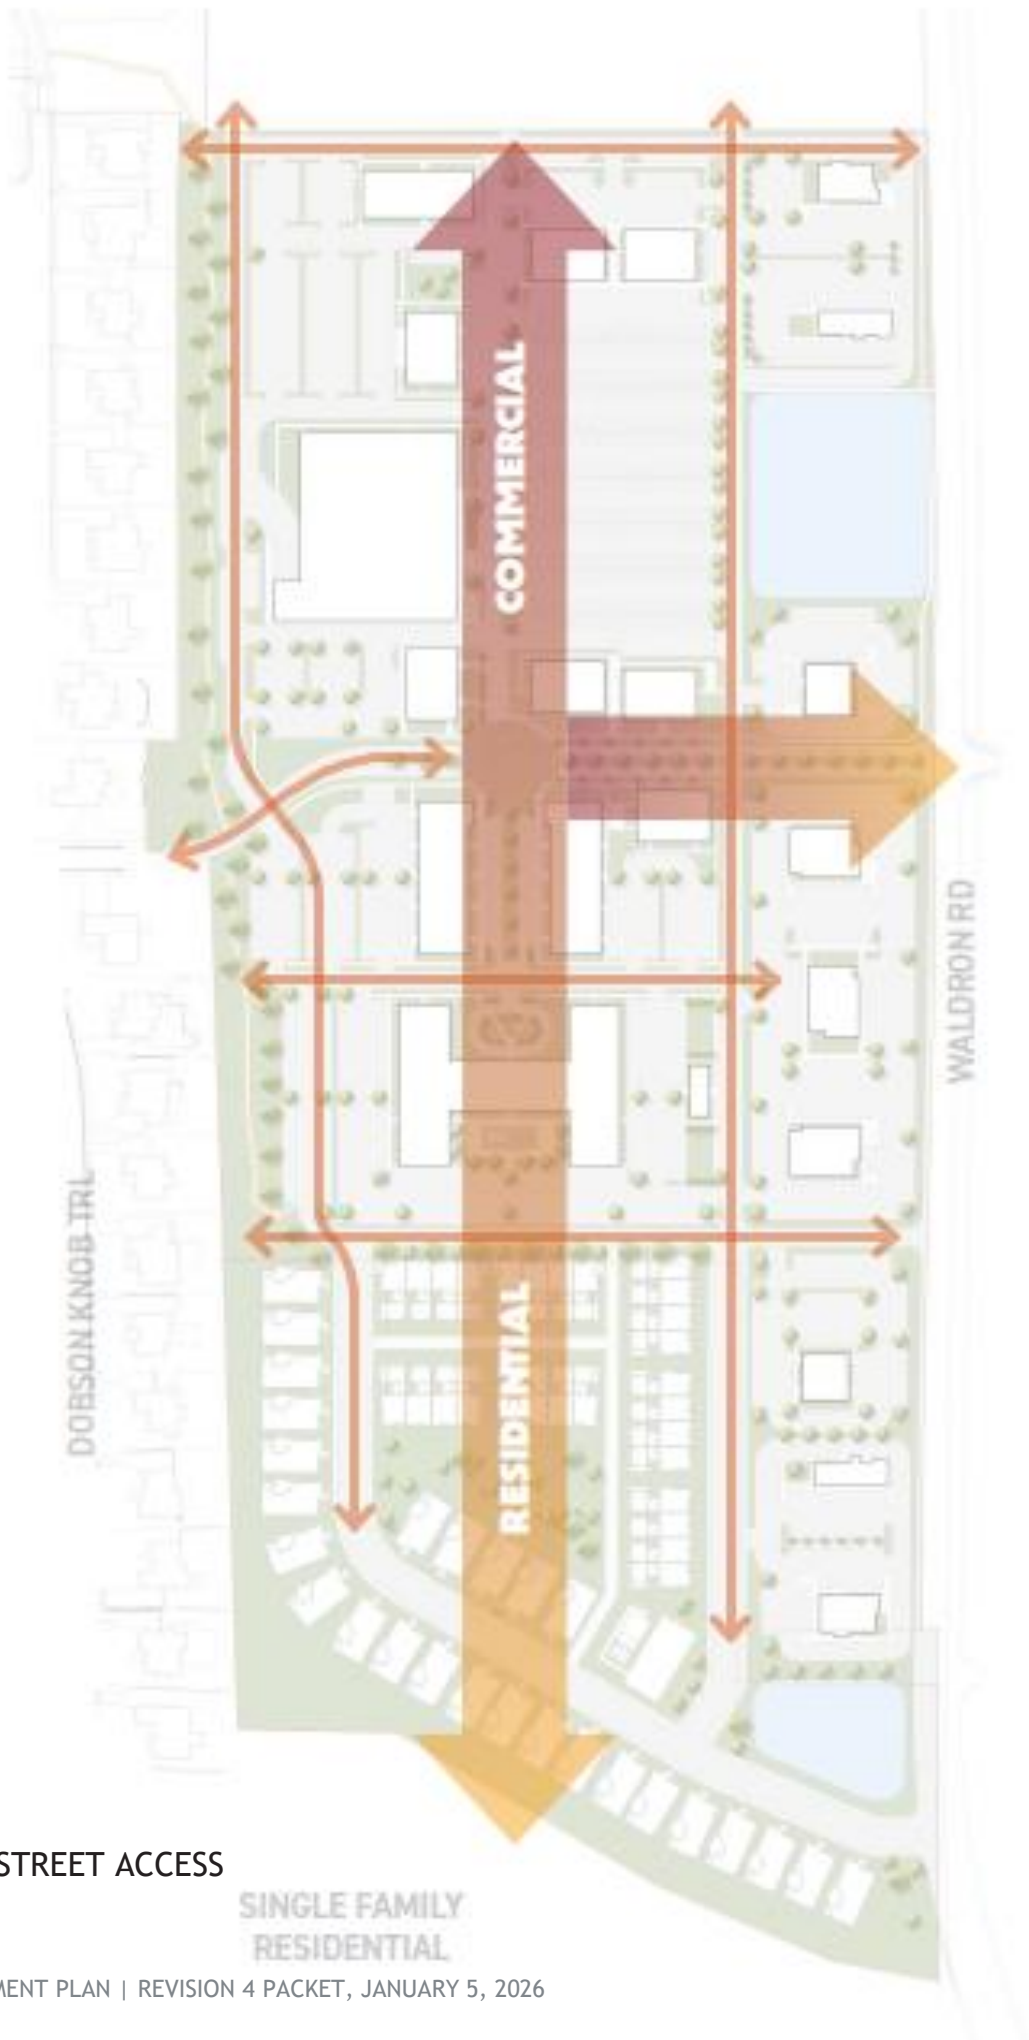 COMMERCIAL
WALDRON RD
DOBSON KNOB TRL
RESIDENTIAL
STREET ACCESS
SINGLE FAMILY
RESIDENTIAL
MENT PLAN | REVISION 4 PACKET, JANUARY 5, 2026